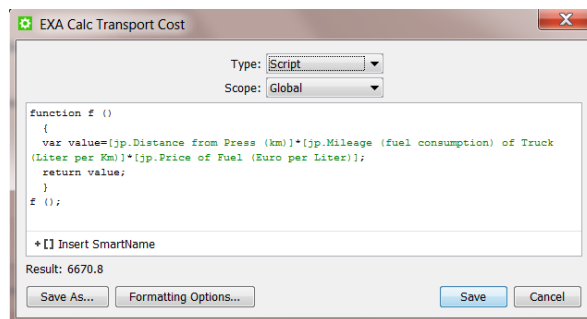 EXA Calc Transport Cost
Type: Script
Scope: Global
function f ()
{
var value=[jp.Distance from Press (km)]*[jp.Mileage (fuel consumption) of Truck
(Liter per Km)]*[jp.Price of Fuel (Euro per Liter)];
return value;
}
f ();
+[] Insert SmartName
Result: 6670.8
Save As... Formatting Options... Save Cancel